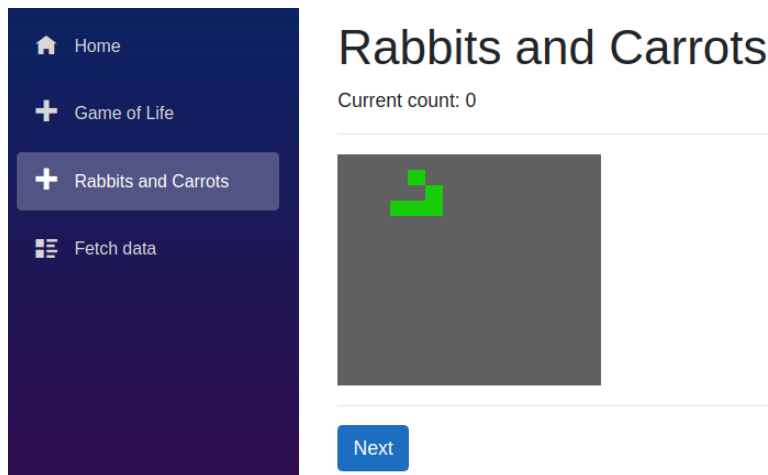 Home
Game of Life
Rabbits and Carrots
Fetch data
Rabbits and Carrots
Current count: 0
Next